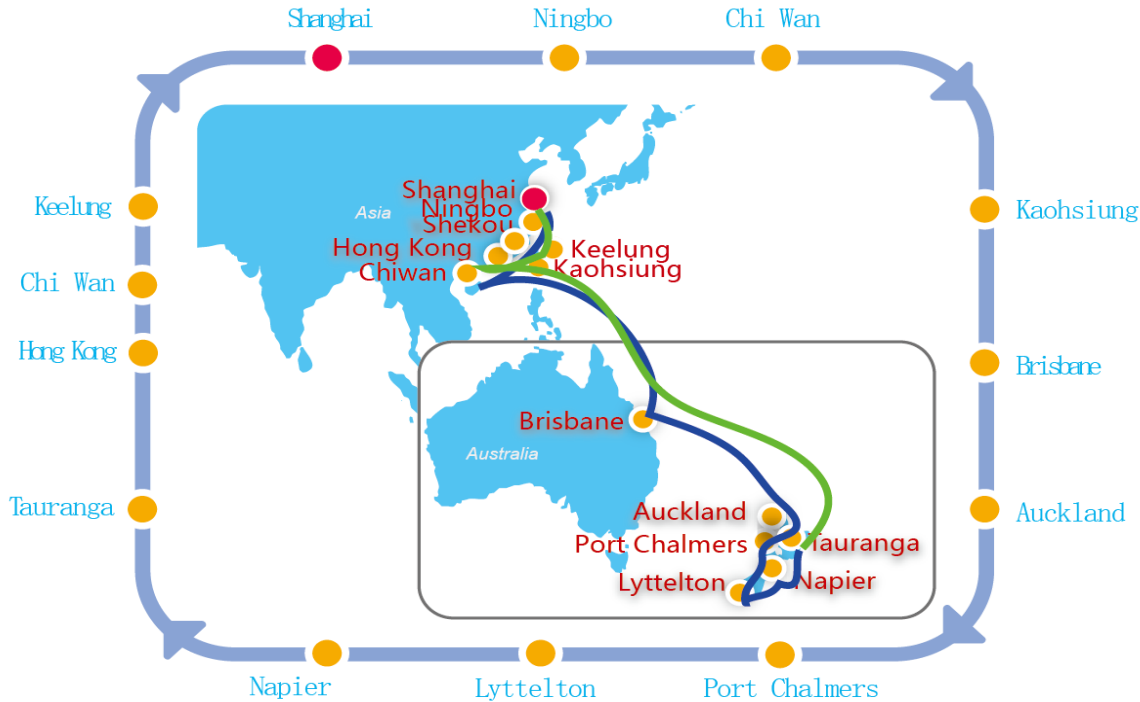 Shanghai
Ningbo
Chi Wan
Keelung
Kaohsiung
Chi Wan
Hong Kong
Brisbane
Tauranga
Auckland
Napier
Lyttelton
Port Chalmers
Asia
Shanghai
Ningbo
Shekou
Hong Kong
Keelung
Chiwan
Kaohsiung
Brisbane
Australia
Auckland
Port Chalmers
Tauranga
Lyttelton
Napier